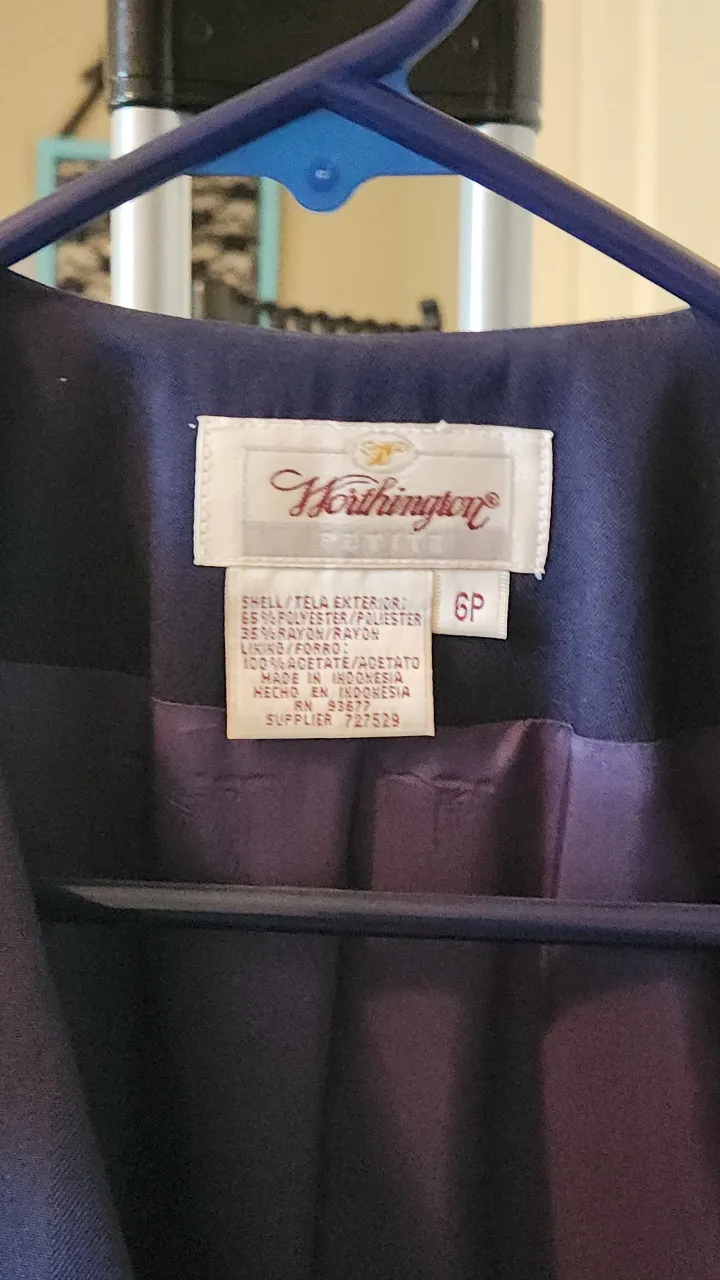 Worthington®
PETITE
6P
SHELL/TELA EXTERIOR:
65%POLYESTER/POLIESTER
35%RAYON/RAYON
LINING/FORRO:
100%ACETATE/ACETATO
MADE IN INDONESIA
HECHO EN INDONESIA
RN 93677
SUPPLIER 727529